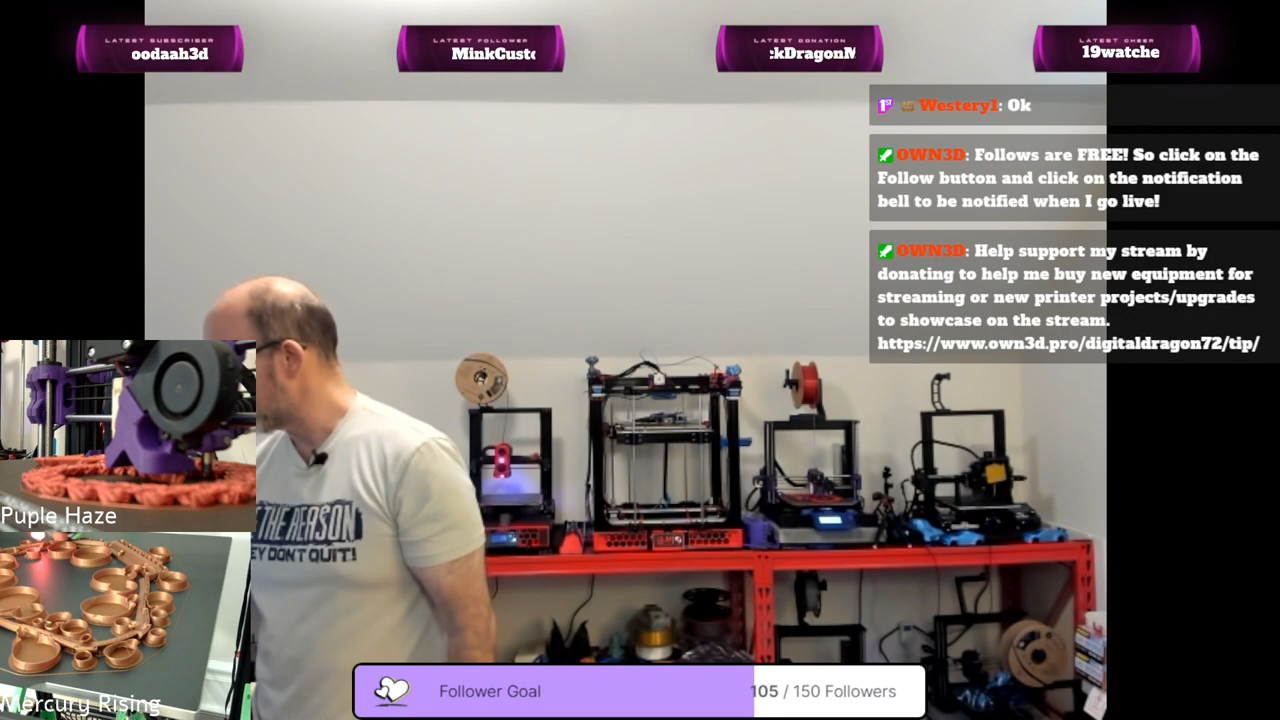 LATEST SUBSCRIBER
oodaah3d
LATEST FOLLOWER
MinkCusto
LATEST DONATION
ckDragonM
LATEST CHEER
19watche
1ST Westery1: Ok
OWN3D: Follows are FREE! So click on the
Follow button and click on the notification
bell to be notified when I go live!
OWN3D: Help support my stream by
donating to help me buy new equipment for
streaming or new printer projects/upgrades
to showcase on the stream.
https://www.own3d.pro/digitaldragon72/tip/
THE REASON
EY DON'T QUIT!
Puple Haze
Mercury Rising
Follower Goal
105 / 150 Followers